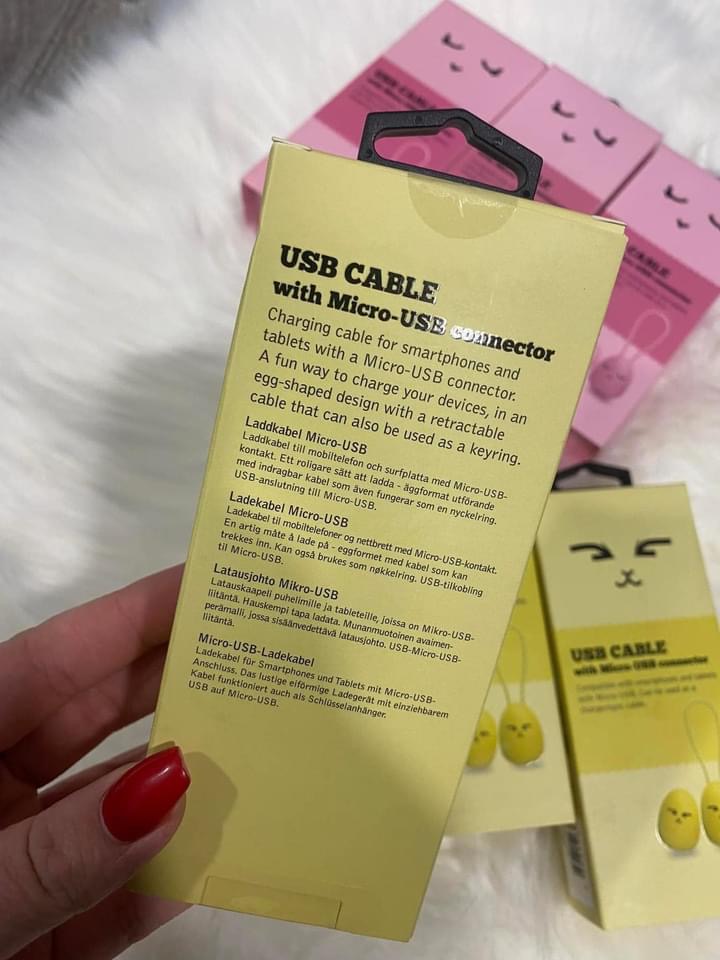 USB CABLE
with Micro-USB connector
Charging cable for smartphones and
tablets with a Micro-USB connector.
A fun way to charge your devices, in an
egg-shaped design with a retractable
cable that can also be used as a keyring.
Laddkabel Micro-USB
Laddkabel till mobiltelefon och surfplatta med Micro-USB-
kontakt. Ett roligare sätt att ladda - äggformat utförande
med indragbar kabel som även fungerar som en nyckelring.
USB-anslutning till Micro-USB.
Ladekabel Micro-USB
Ladekabel til mobiltelefoner og nettbrett med Micro-USB-kontakt.
En artig måte å lade på - eggformet med kabel som kan
trekkes inn. Kan også brukes som nøkkelring. USB-tilkobling
til Micro-USB.
Latausjohto Mikro-USB
Latauskaapeli puhelimille ja tableteille, joissa on Mikro-USB-
liitäntä. Hauskempi tapa ladata. Munanmuotoinen avaimen-
perämalli, jossa sisäänvedettävä latausjohto. USB-Micro-USB-
liitäntä.
Micro-USB-Ladekabel
Ladekabel für Smartphones und Tablets mit Micro-USB-
Anschluss. Das lustige eiförmige Ladegerät mit einziehbarem
Kabel funktioniert auch als Schlüsselanhänger.
USB auf Micro-USB.
USB CABLE
USB CABLE
with Micro-USB connector